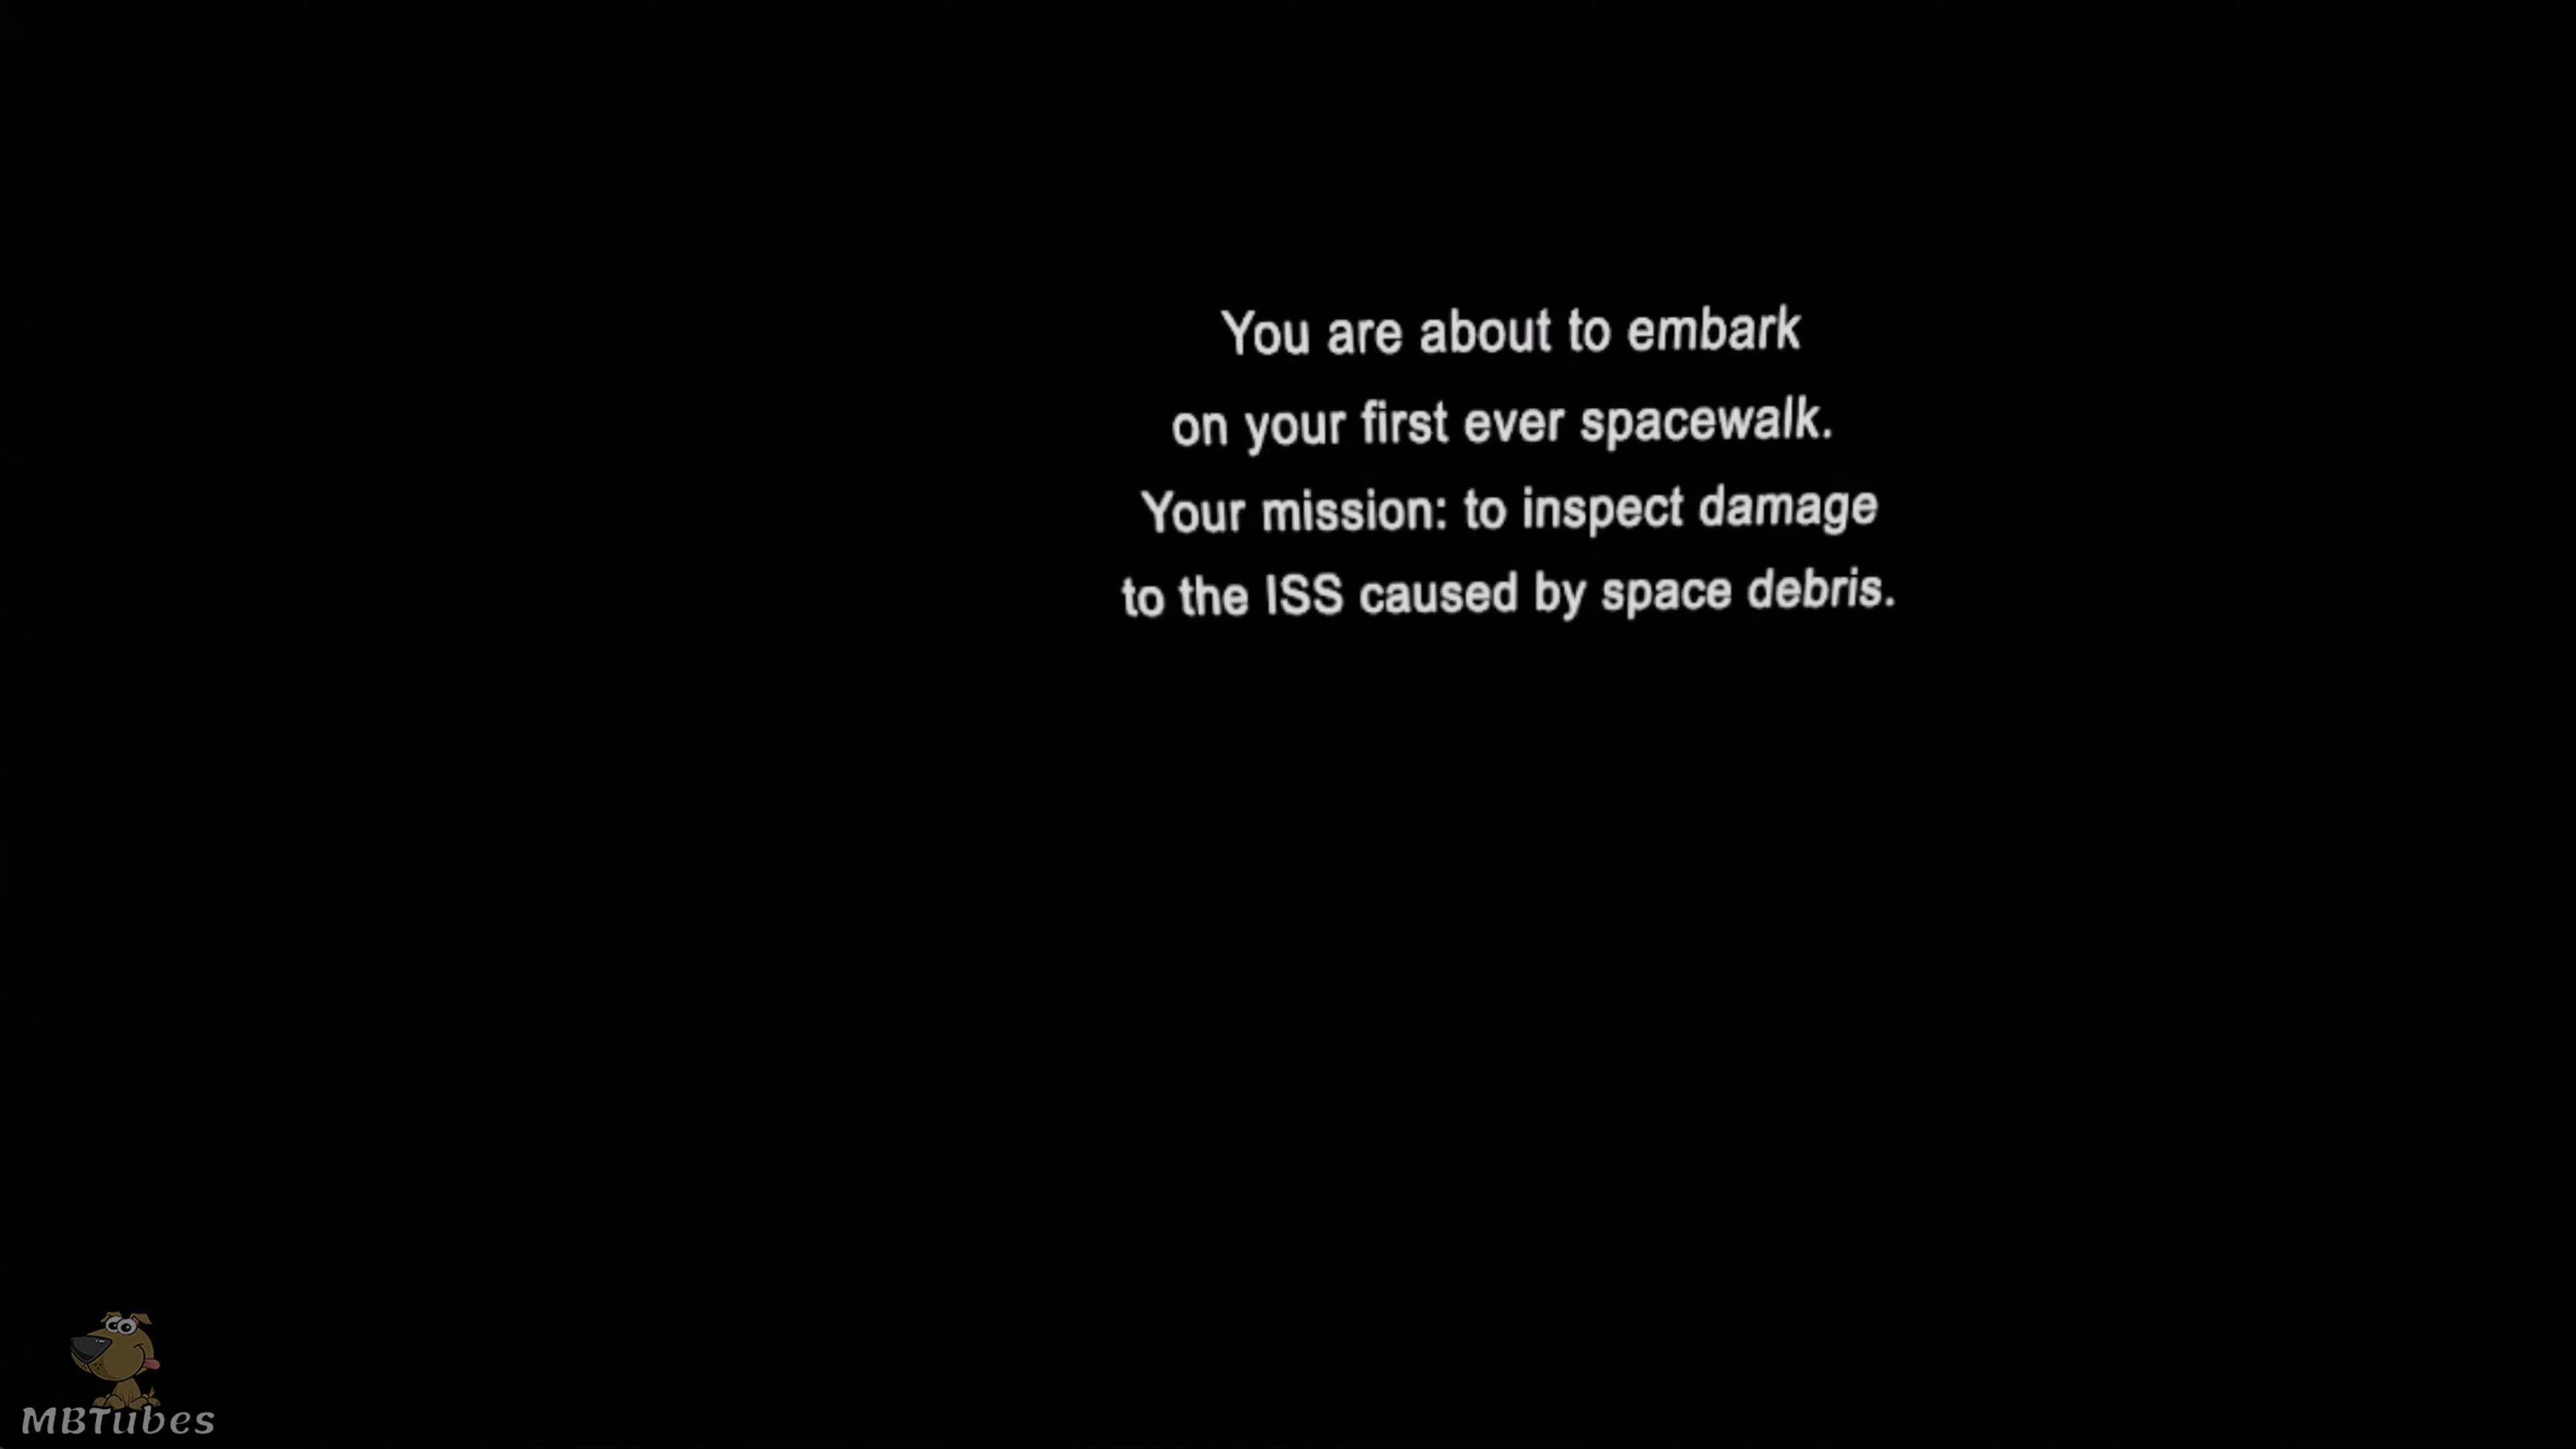 You are about to embark
on your first ever spacewalk.
Your mission: to inspect damage
to the ISS caused by space debris.
MBTubes